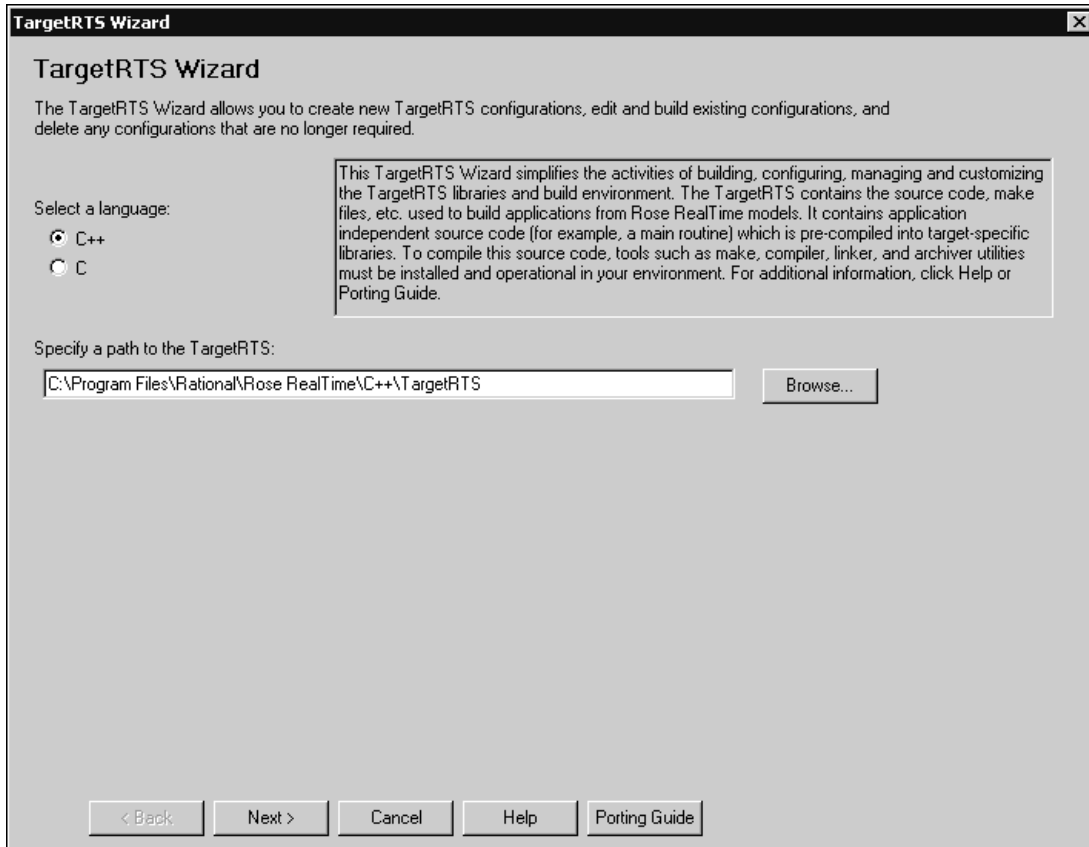 TargetRTS Wizard
TargetRTS Wizard
The TargetRTS Wizard allows you to create new TargetRTS configurations, edit and build existing configurations, and
delete any configurations that are no longer required.
This TargetRTS Wizard simplifies the activities of building, configuring, managing and customizing
the TargetRTS libraries and build environment. The TargetRTS contains the source code, make
files, etc. used to build applications from Rose RealTime models. It contains application
independent source code (for example, a main routine) which is pre-compiled into target-specific
libraries. To compile this source code, tools such as make, compiler, linker, and archiver utilities
must be installed and operational in your environment. For additional information, click Help or
Porting Guide.
Select a language:
C++
C
Specify a path to the TargetRTS:
C:\Program Files\Rational\Rose RealTime\C++\TargetRTS
Browse...
< Back
Next >
Cancel
Help
Porting Guide